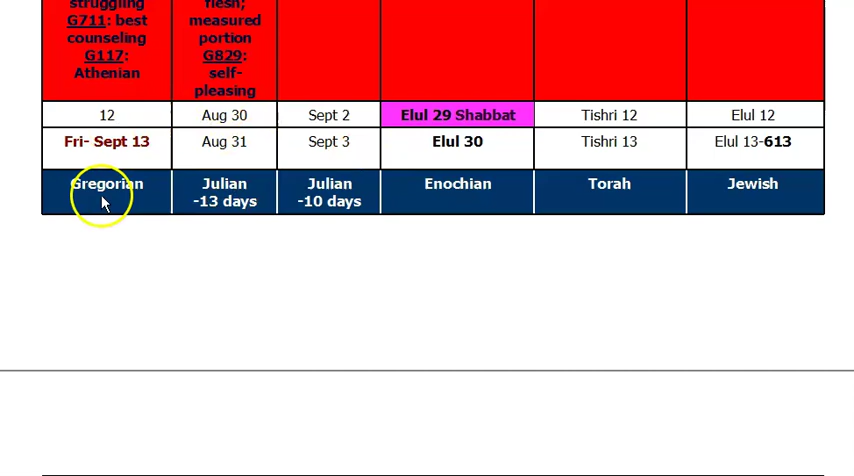 struggling
G711: best
counseling
G117:
Athenian
flesh;
measured
portion
G829:
self-
pleasing
12
Aug 30
Sept 2
Elul 29 Shabbat
Tishri 12
Elul 12
Fri- Sept 13
Aug 31
Sept 3
Elul 30
Tishri 13
Elul 13-613
Gregorian
Julian
-13 days
Julian
-10 days
Enochian
Torah
Jewish